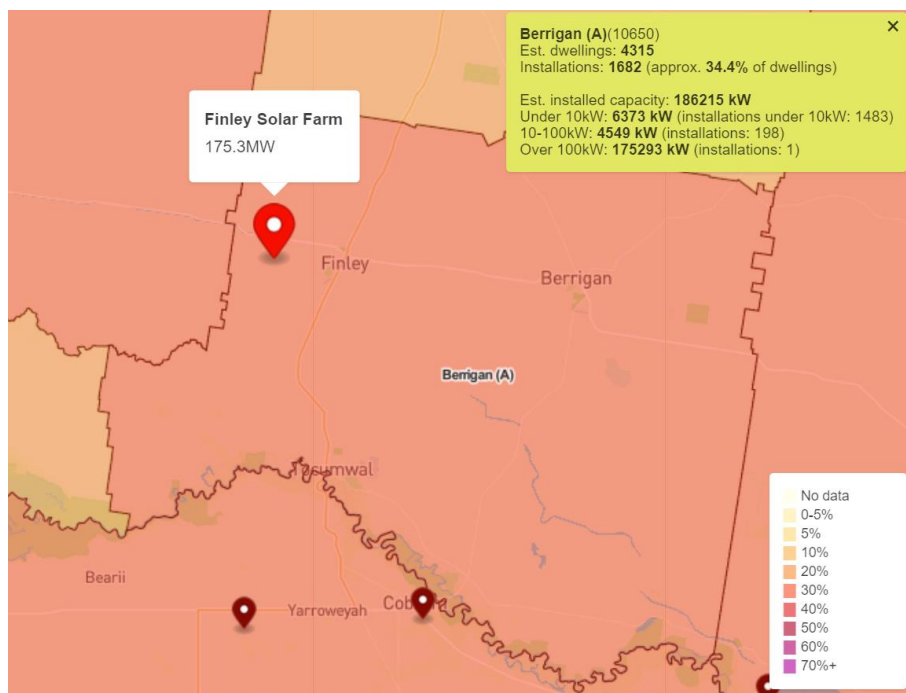 Berrigan (A)(10650)
Est. dwellings: 4315
Installations: 1682 (approx. 34.4% of dwellings)
Est. installed capacity: 186215 kW
Under 10kW: 6373 kW (installations under 10kW: 1483)
10-100kW: 4549 kW (installations: 198)
Over 100kW: 175293 kW (installations: 1)
Finley Solar Farm
175.3MW
Finley
Berrigan
Berrigan (A)
Tocumwal
Bearii
Yarroweyah
No data
0-5%
5%
10%
20%
30%
40%
50%
60%
70%+